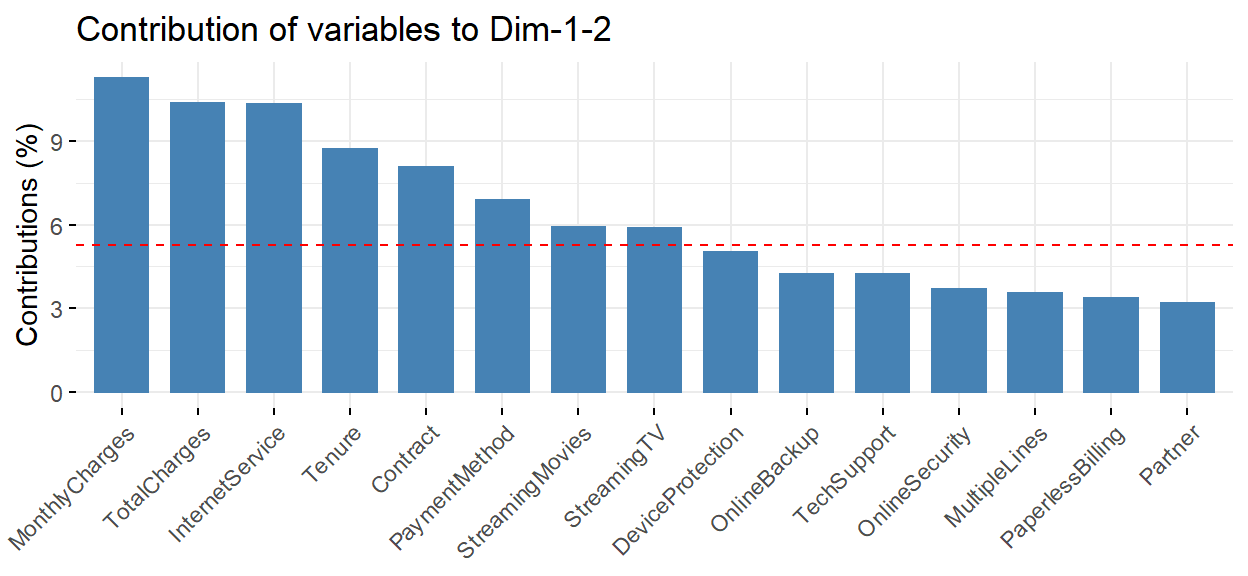 Contribution of variables to Dim-1-2
Contributions (%)
9
6
3
0
MonthlyCharges
TotalCharges
InternetService
Tenure
Contract
PaymentMethod
StreamingMovies
StreamingTV
DeviceProtection
OnlineBackup
TechSupport
OnlineSecurity
MultipleLines
PaperlessBilling
Partner